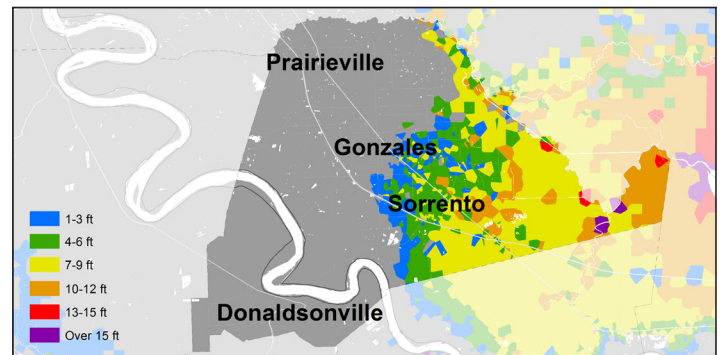 Prairieville
Gonzales
Sorrento
Donaldsonville
1-3 ft
4-6 ft
7-9 ft
10-12 ft
13-15 ft
Over 15 ft